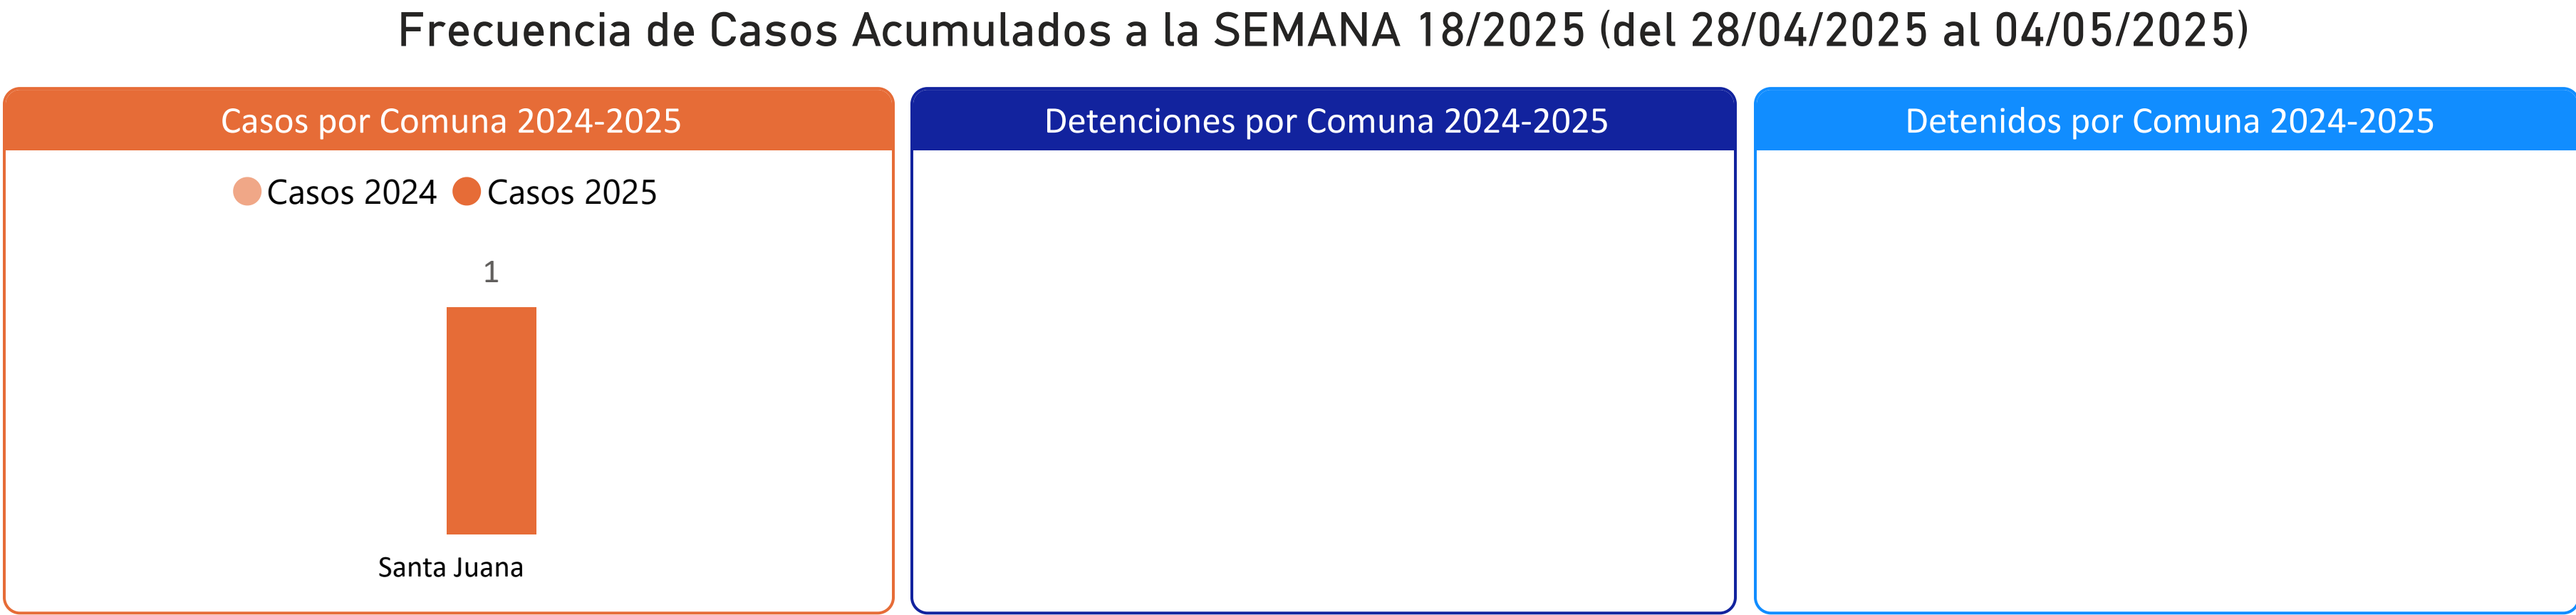 Frecuencia de Casos Acumulados a la SEMANA 18/2025 (del 28/04/2025 al 04/05/2025)
Casos por Comuna 2024-2025
Casos 2024 Casos 2025
1
Santa Juana
Detenciones por Comuna 2024-2025
Detenidos por Comuna 2024-2025